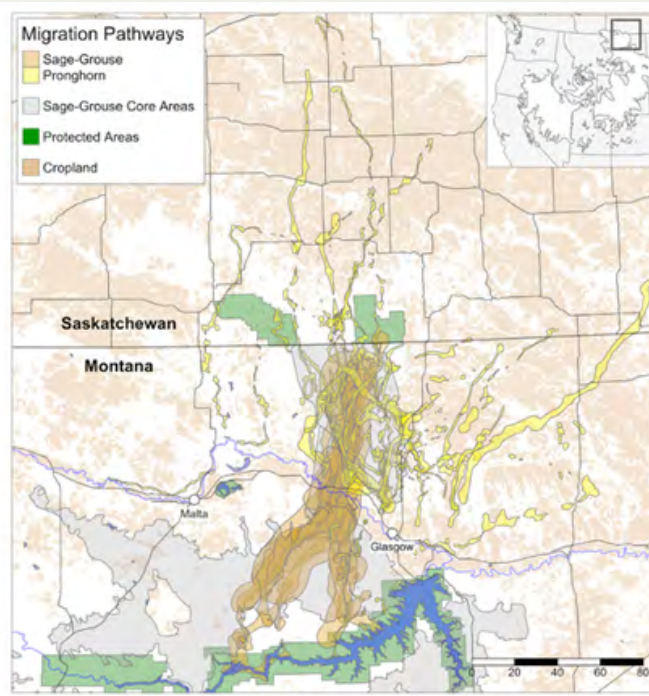 Migration Pathways
Sage-Grouse
Pronghorn
Sage-Grouse Core Areas
Protected Areas
Cropland
Saskatchewan
Montana
Malta
Glasgow
0 20 40 60 80